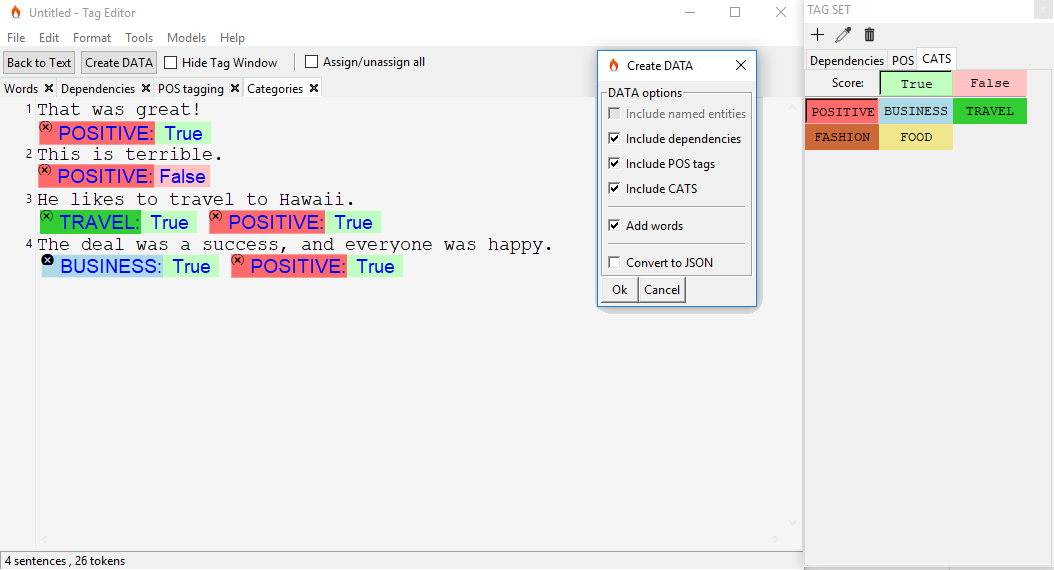 Untitled - Tag Editor
TAG SET
File Edit Format Tools Models Help
Back to Text Create DATA Hide Tag Window Assign/unassign all
Words Dependencies POS tagging Categories
1 That was great!
POSITIVE: True
2 This is terrible.
POSITIVE: False
3 He likes to travel to Hawaii.
TRAVEL: True POSITIVE: True
4 The deal was a success, and everyone was happy.
BUSINESS: True POSITIVE: True
Create DATA
DATA options
Include named entities
Include dependencies
Include POS tags
Include CATS
Add words
Convert to JSON
Ok Cancel
Dependencies POS CATS
Score: True False
POSITIVE BUSINESS TRAVEL
FASHION FOOD
4 sentences , 26 tokens